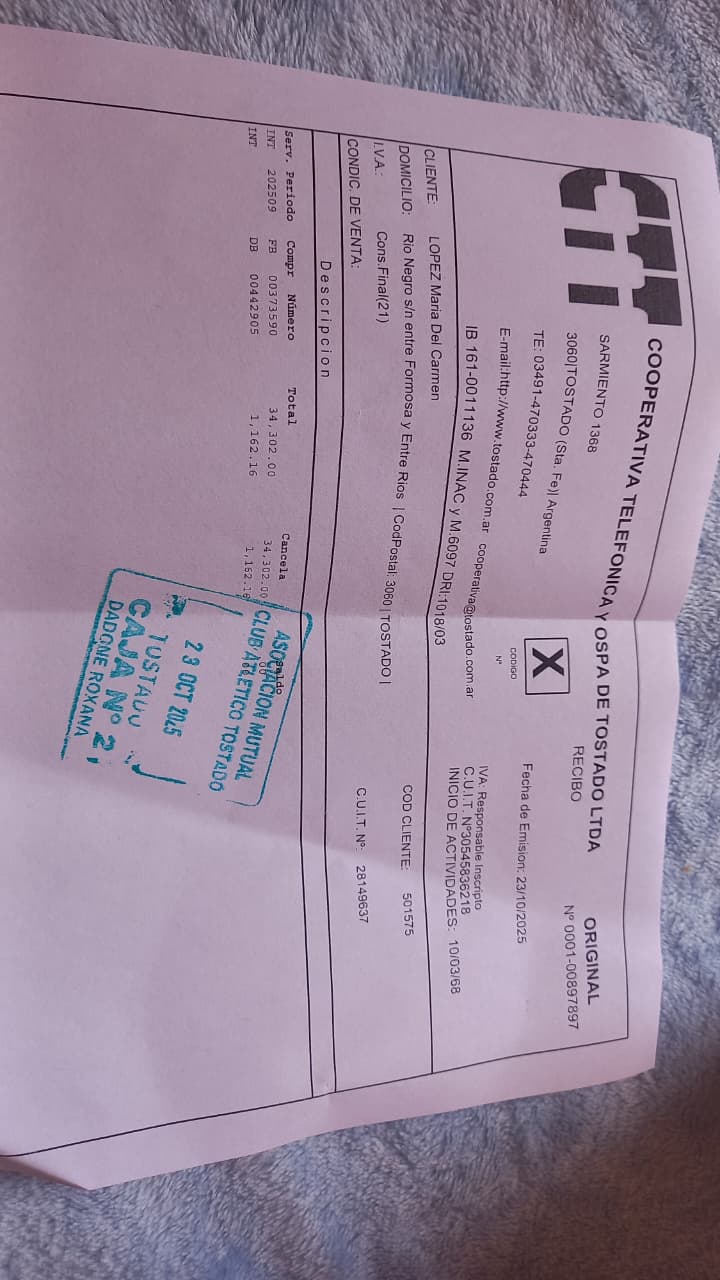 CTT
COOPERATIVA TELEFONICA Y OSPA DE TOSTADO LTDA
ORIGINAL
SARMIENTO 1368
RECIBO
Nº 0001-00897897
3060|TOSTADO (Sta. Fe)| Argentina
X
TE: 03491-470333-470444
CODIGO
Nº
Fecha de Emision: 23/10/2025
E-mail:http://www.tostado.com.ar cooperativa@tostado.com.ar
IVA: Responsable Inscripto
C.U.I.T. Nº30545836218
IB 161-0011136 M.INAC y M.6097 DRI:1018/03
INICIO DE ACTIVIDADES: 10/03/68
CLIENTE: LOPEZ Maria Del Carmen
DOMICILIO: Rio Negro s/n entre Formosa y Entre Rios | CodPostal: 3060 | TOSTADO |
COD CLIENTE: 501575
I.V.A.: Cons.Final(21)
CONDIC. DE VENTA:
C.U.I.T. Nº: 28149637
Descripcion
Serv. Periodo Compr Número Total Cancela Saldo
INT 202509 FB 00373590 34,302.00 34,302.00
INT DB 00442905 1,162.16 1,162.16
ASOCIACION MUTUAL
CLUB ATLETICO TOSTADO
23 OCT 2025
TOSTADO
CAJA Nº 2
DADONE ROXANA